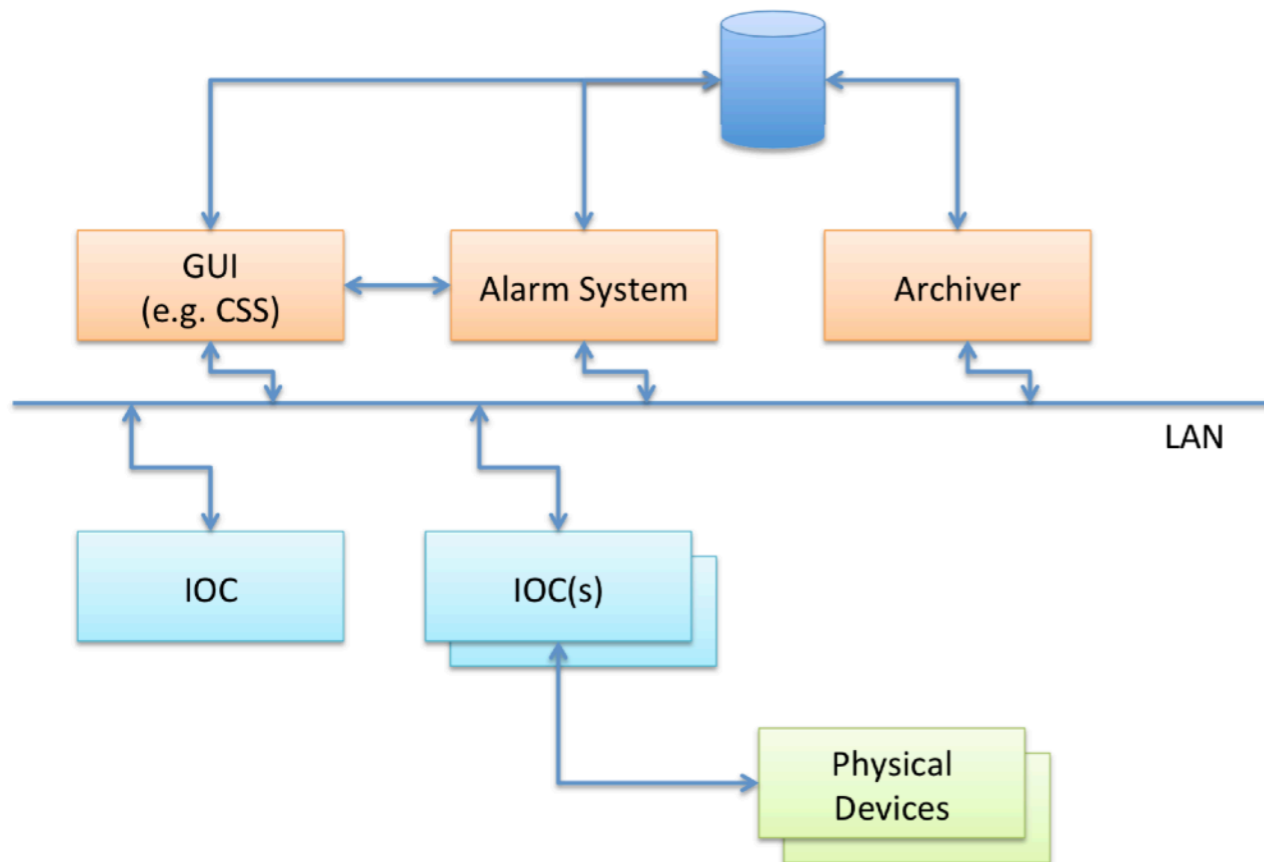 GUI
(e.g. CSS)
Alarm System
Archiver
LAN
IOC
IOC(s)
Physical
Devices